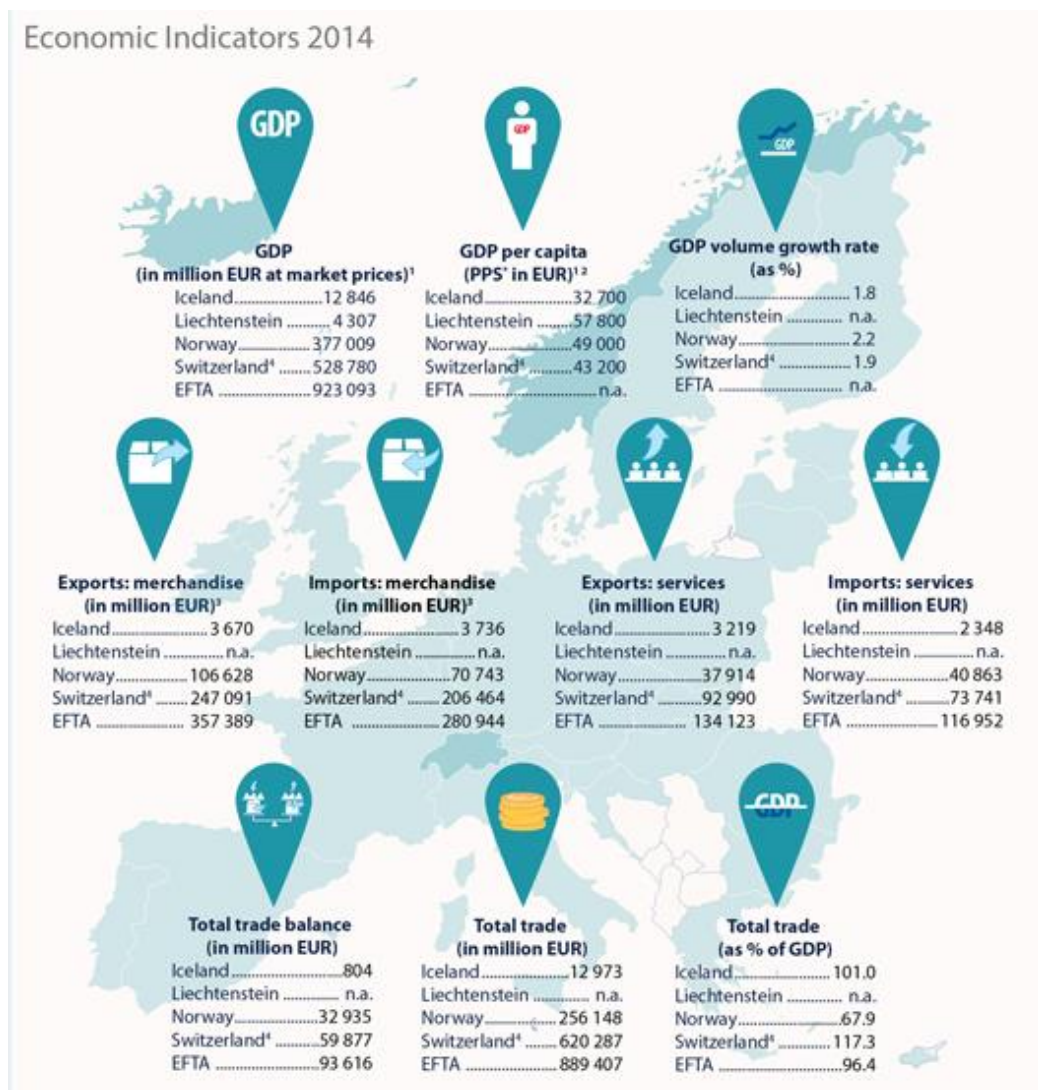 Economic Indicators 2014
GDP
GDP
GDP
GDP
(in million EUR at market prices)¹
Iceland....................12 846
Liechtenstein ..........4 307
Norway................377 009
Switzerland⁴ .......528 780
EFTA ....................923 093
GDP per capita
(PPS* in EUR)¹ ²
Iceland....................32 700
Liechtenstein ........57 800
Norway...................49 000
Switzerland⁴ .........43 200
EFTA ............................n.a.
GDP volume growth rate
(as %)
Iceland......................... 1.8
Liechtenstein ............ n.a.
Norway........................ 2.2
Switzerland⁴ .............. 1.9
EFTA ........................... n.a.
Exports: merchandise
(in million EUR)³
Iceland......................3 670
Liechtenstein .............n.a.
Norway................106 628
Switzerland⁴ ....... 247 091
EFTA .................... 357 389
Imports: merchandise
(in million EUR)³
Iceland..................... 3 736
Liechtenstein ............ n.a.
Norway...................70 743
Switzerland⁴ ....... 206 464
EFTA .................... 280 944
Exports: services
(in million EUR)
Iceland......................3 219
Liechtenstein .............n.a.
Norway...................37 914
Switzerland⁴ .........92 990
EFTA .................... 134 123
Imports: services
(in million EUR)
Iceland......................2 348
Liechtenstein .............n.a.
Norway...................40 863
Switzerland⁴ .........73 741
EFTA .................... 116 952
GDP
Total trade balance
(in million EUR)
Iceland.........................804
Liechtenstein ............. n.a.
Norway...................32 935
Switzerland⁴ ......... 59 877
EFTA ...................... 93 616
Total trade
(in million EUR)
Iceland....................12 973
Liechtenstein ............. n.a.
Norway................. 256 148
Switzerland⁴ ....... 620 287
EFTA .................... 889 407
Total trade
(as % of GDP)
Iceland..................... 101.0
Liechtenstein ............ n.a.
Norway.......................67.9
Switzerland⁴ ........... 117.3
EFTA .......................... 96.4